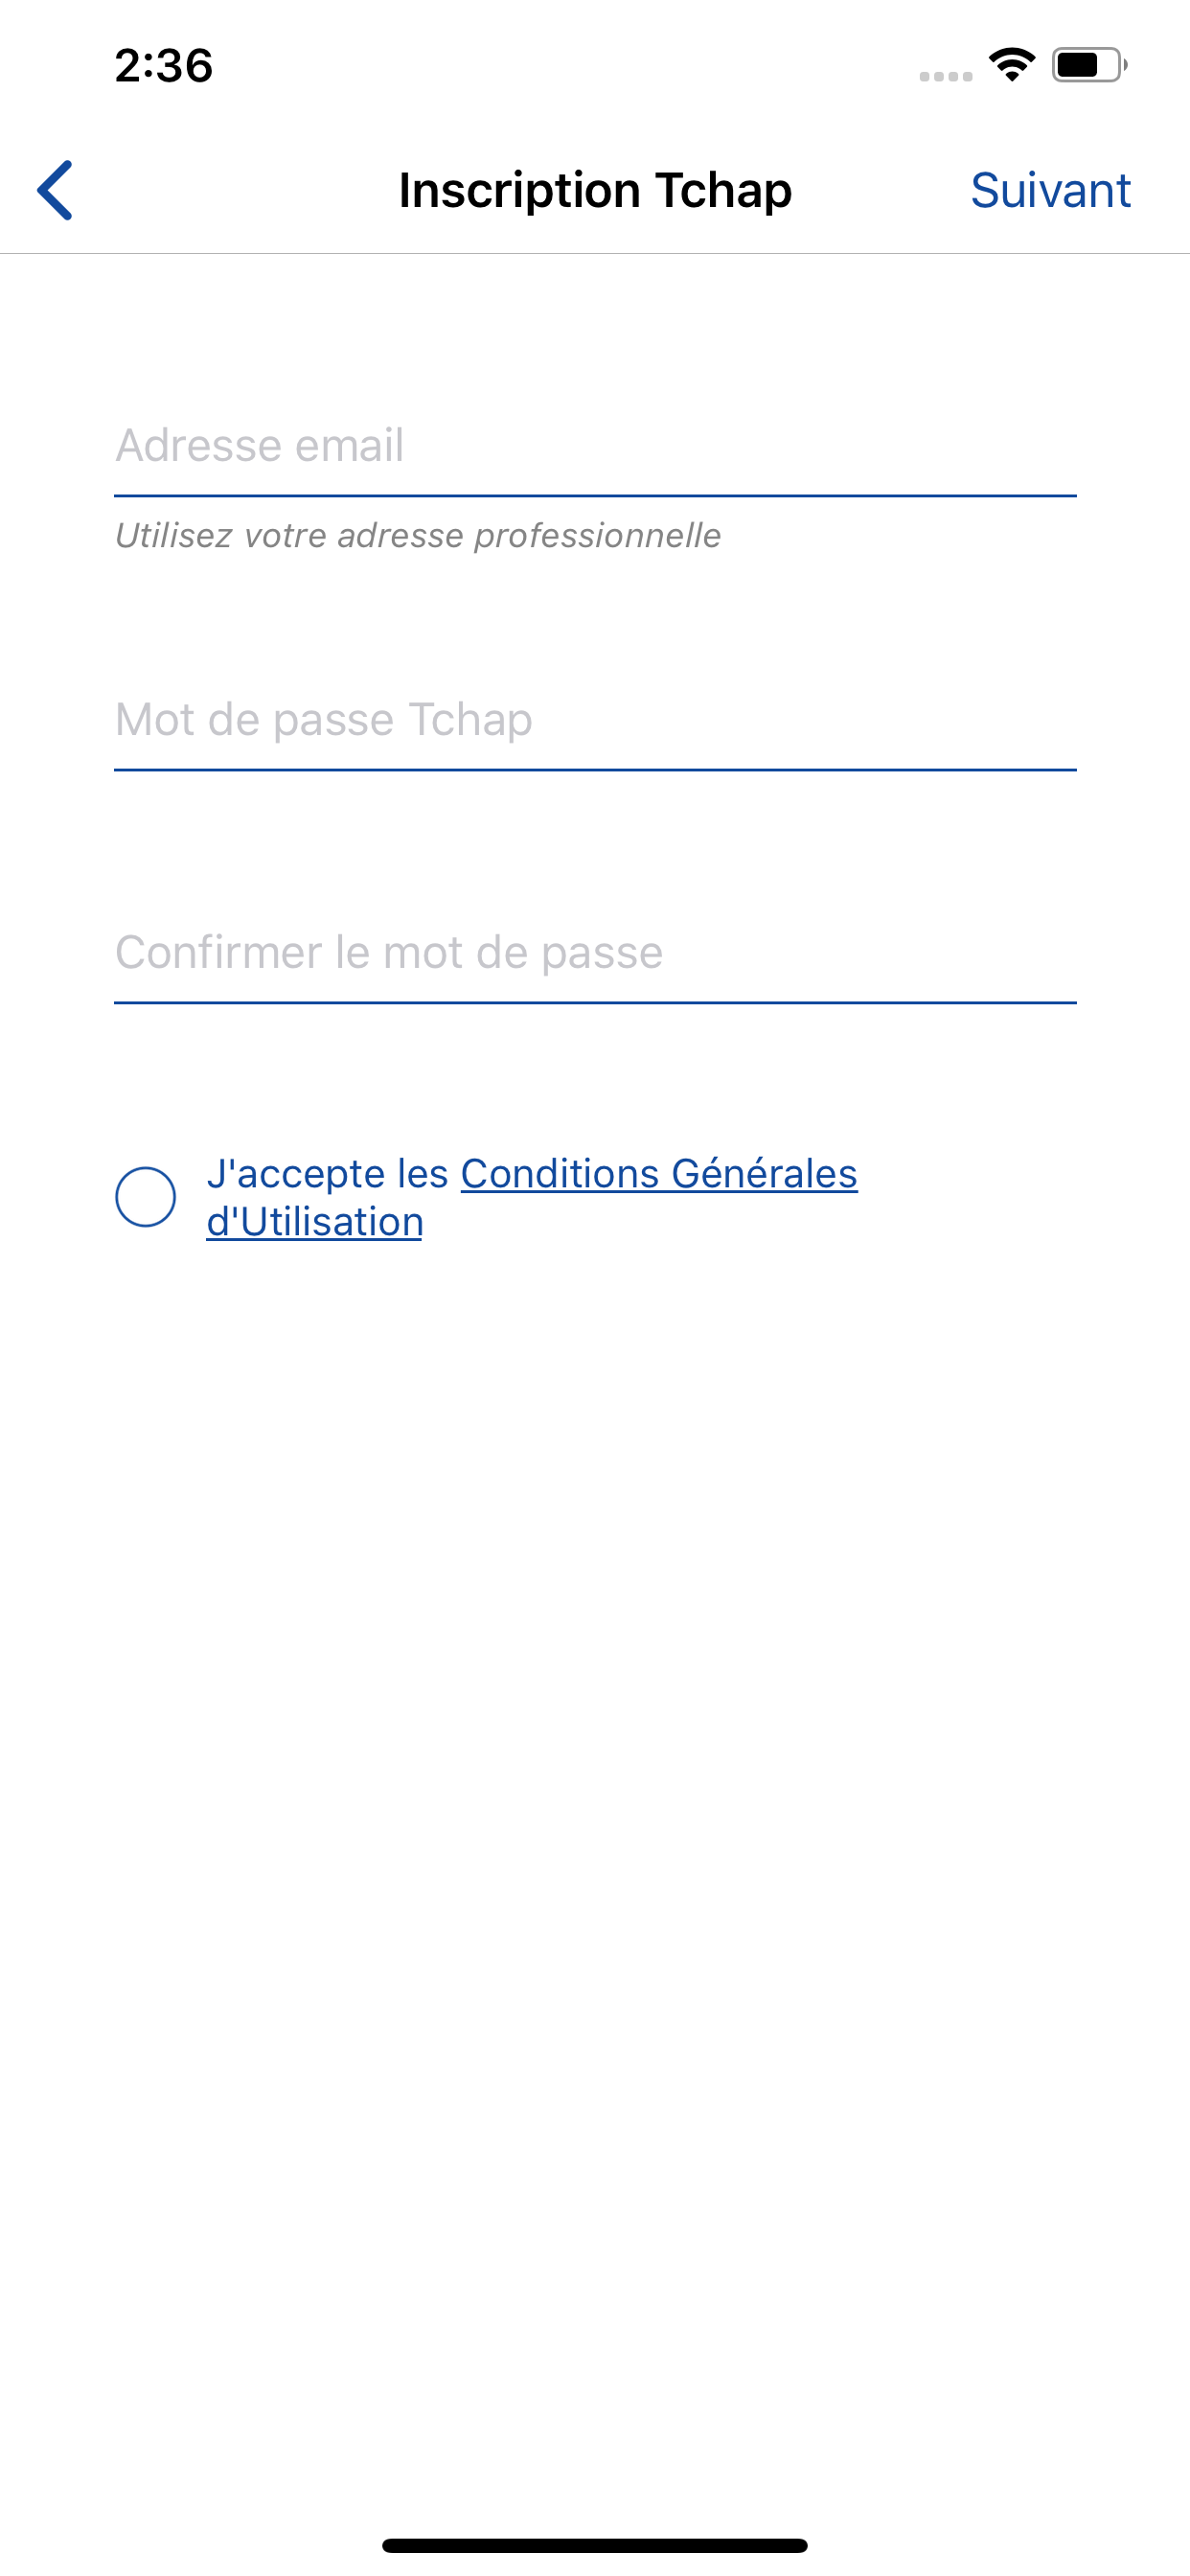 2:36
Inscription Tchap
Suivant
Adresse email
Utilisez votre adresse professionnelle
Mot de passe Tchap
Confirmer le mot de passe
J'accepte les Conditions Générales
d'Utilisation